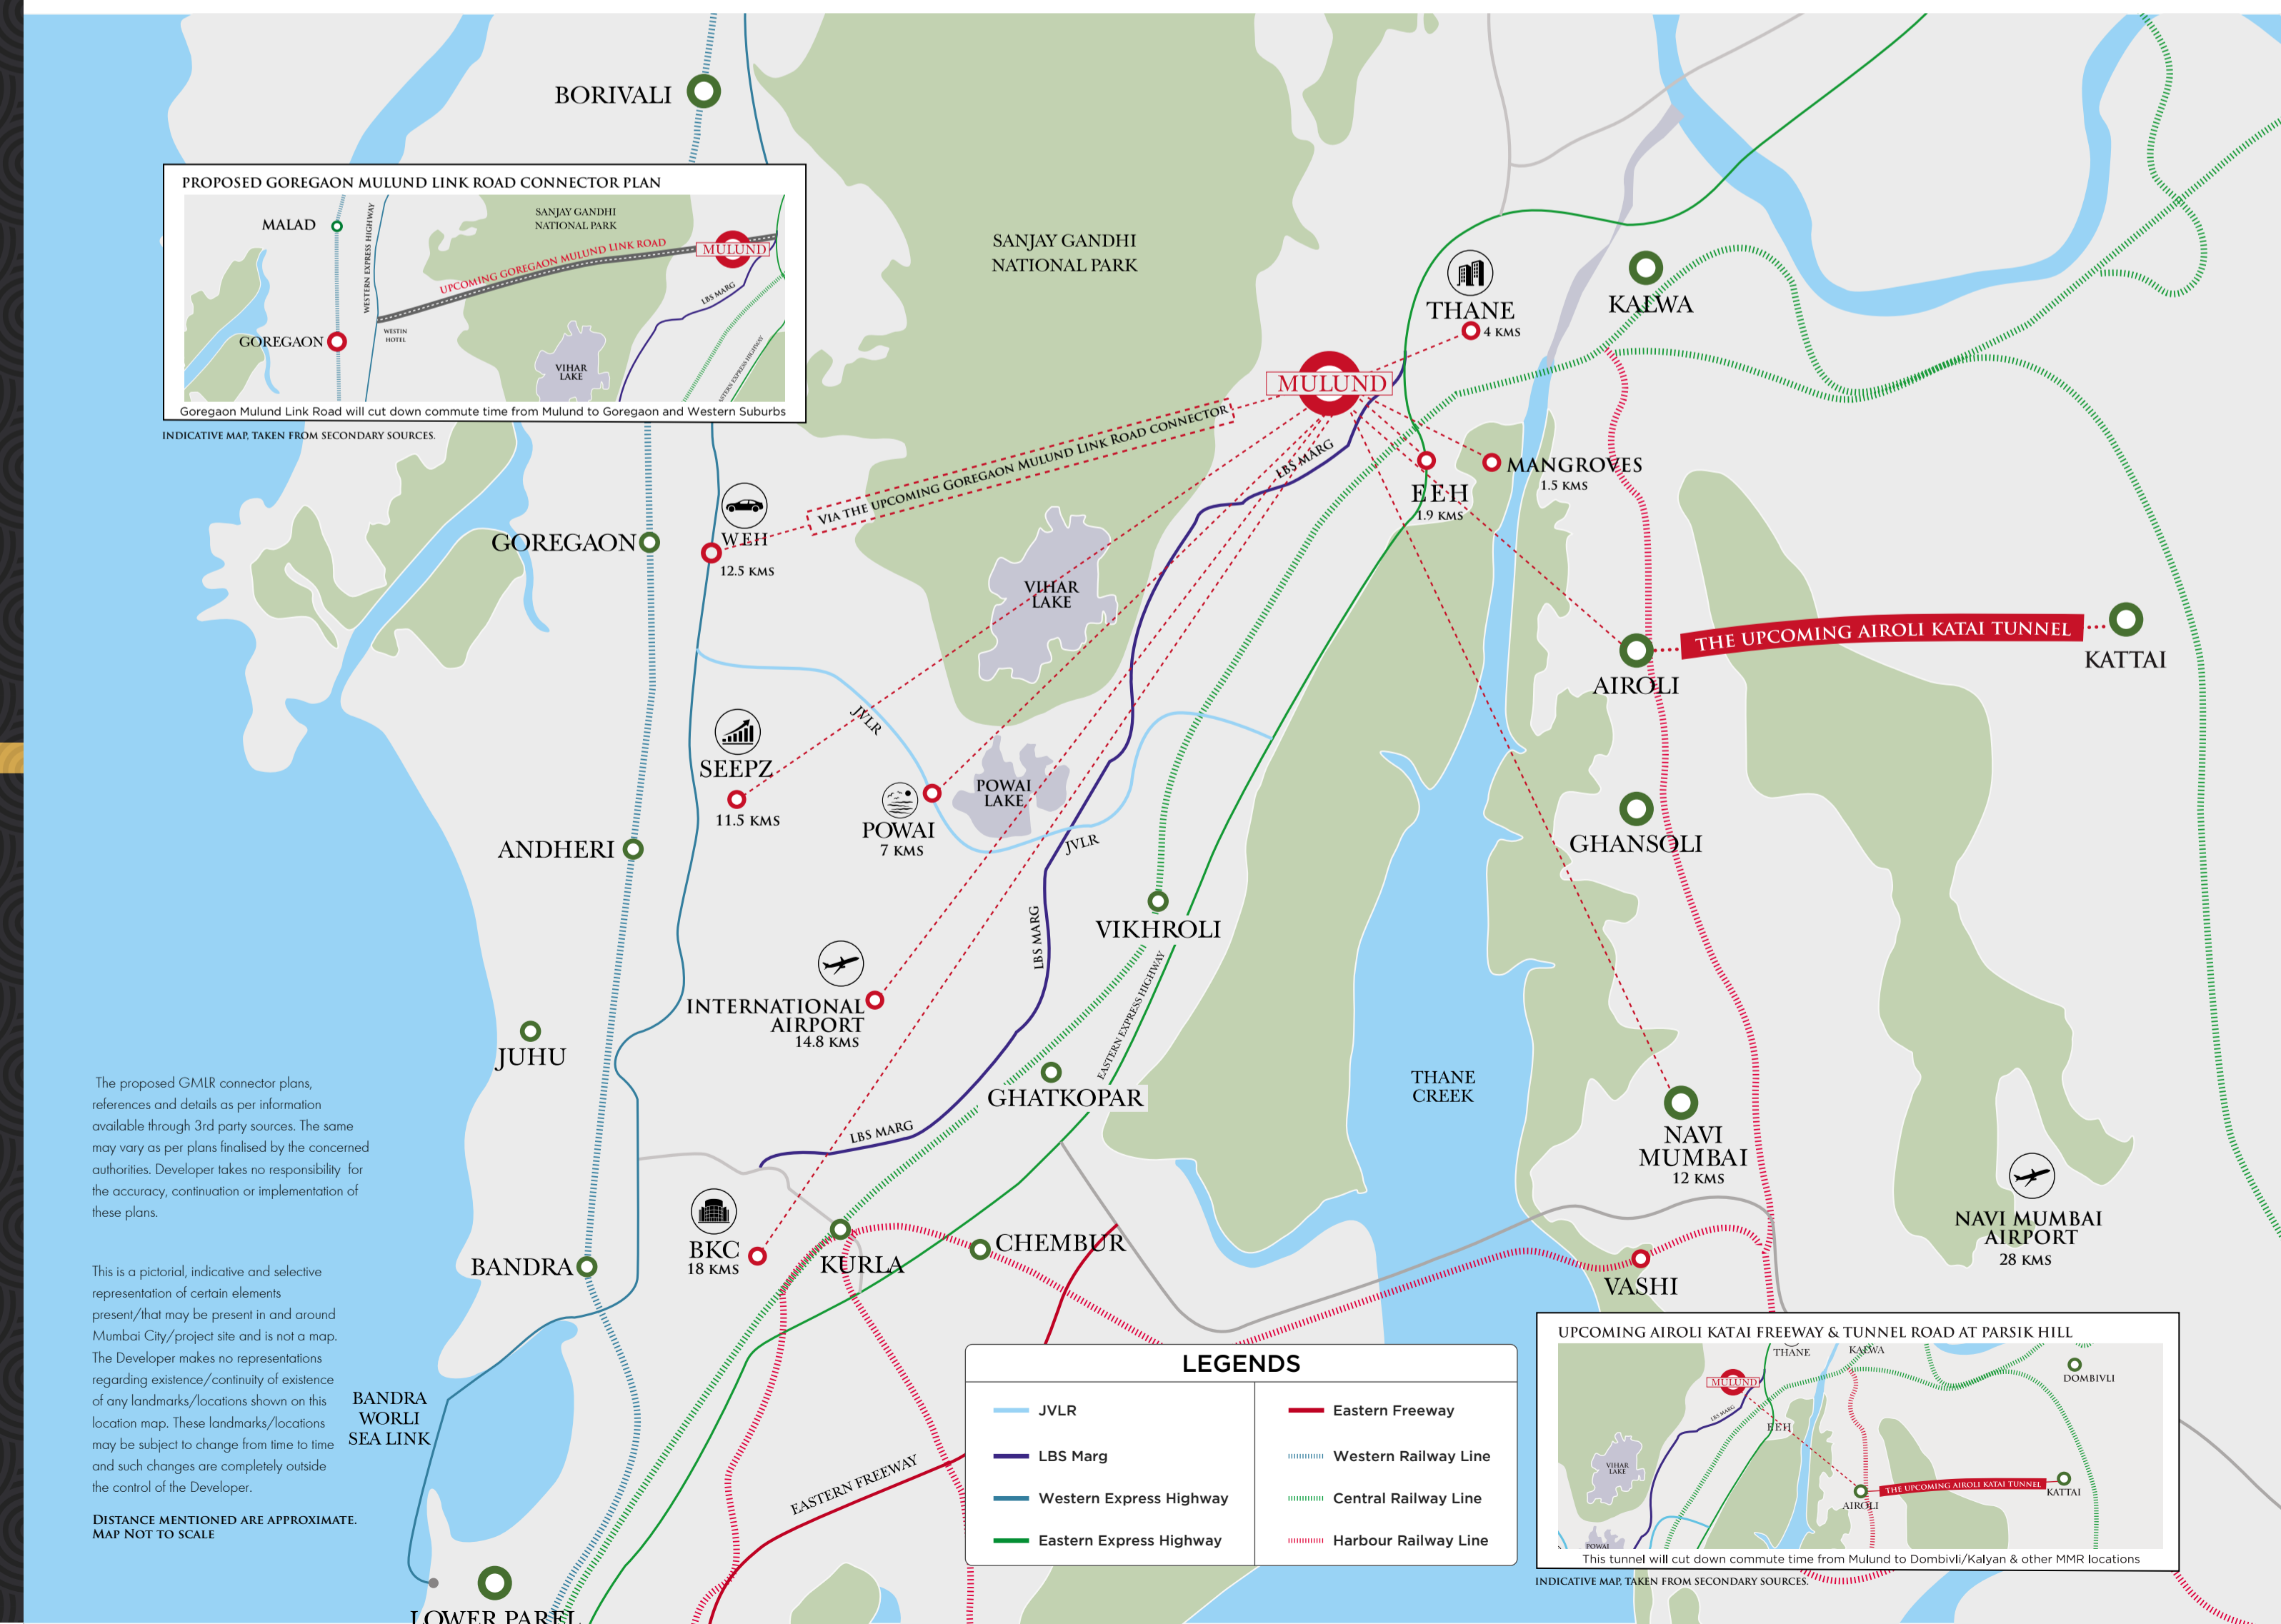 BORIVALI
PROPOSED GOREGAON MULUND LINK ROAD CONNECTOR PLAN
MALAD
WESTERN EXPRESS HIGHWAY
SANJAY GANDHI
NATIONAL PARK
UPCOMING GOREGAON MULUND LINK ROAD
MULUND
LBS MARG
WESTIN
HOTEL
GOREGAON
VIHAR
LAKE
EASTERN EXPRESS HIGHWAY
Goregaon Mulund Link Road will cut down commute time from Mulund to Goregaon and Western Suburbs
INDICATIVE MAP, TAKEN FROM SECONDARY SOURCES.
SANJAY GANDHI
NATIONAL PARK
THANE
4 KMS
KALWA
MULUND
VIA THE UPCOMING GOREGAON MULUND LINK ROAD CONNECTOR
LBS MARG
MANGROVES
1.5 KMS
EEH
1.9 KMS
GOREGAON
WEH
12.5 KMS
VIHAR
LAKE
THE UPCOMING AIROLI KATAI TUNNEL
KATTAI
AIROLI
JVLR
SEEPZ
11.5 KMS
POWAI
LAKE
POWAI
7 KMS
JVLR
GHANSOLI
ANDHERI
LBS MARG
VIKHROLI
EASTERN EXPRESS HIGHWAY
INTERNATIONAL
AIRPORT
14.8 KMS
JUHU
GHATKOPAR
THANE
CREEK
LBS MARG
NAVI
MUMBAI
12 KMS
NAVI MUMBAI
AIRPORT
28 KMS
BKC
18 KMS
KURLA
CHEMBUR
BANDRA
VASHI
The proposed GMLR connector plans,
references and details as per information
available through 3rd party sources. The same
may vary as per plans finalised by the concerned
authorities. Developer takes no responsibility for
the accuracy, continuation or implementation of
these plans.
This is a pictorial, indicative and selective
representation of certain elements
present/that may be present in and around
Mumbai City/project site and is not a map.
The Developer makes no representations
regarding existence/continuity of existence
of any landmarks/locations shown on this
location map. These landmarks/locations
may be subject to change from time to time
and such changes are completely outside
the control of the Developer.
DISTANCE MENTIONED ARE APPROXIMATE.
MAP NOT TO SCALE
BANDRA
WORLI
SEA LINK
EASTERN FREEWAY
LOWER PAREL
LEGENDS
JVLR
LBS Marg
Western Express Highway
Eastern Express Highway
Eastern Freeway
Western Railway Line
Central Railway Line
Harbour Railway Line
UPCOMING AIROLI KATAI FREEWAY & TUNNEL ROAD AT PARSIK HILL
THANE
KALWA
DOMBIVLI
MULUND
LBS MARG
EEH
VIHAR
LAKE
THE UPCOMING AIROLI KATAI TUNNEL
KATTAI
AIROLI
POWAI
This tunnel will cut down commute time from Mulund to Dombivli/Kalyan & other MMR locations
INDICATIVE MAP, TAKEN FROM SECONDARY SOURCES.